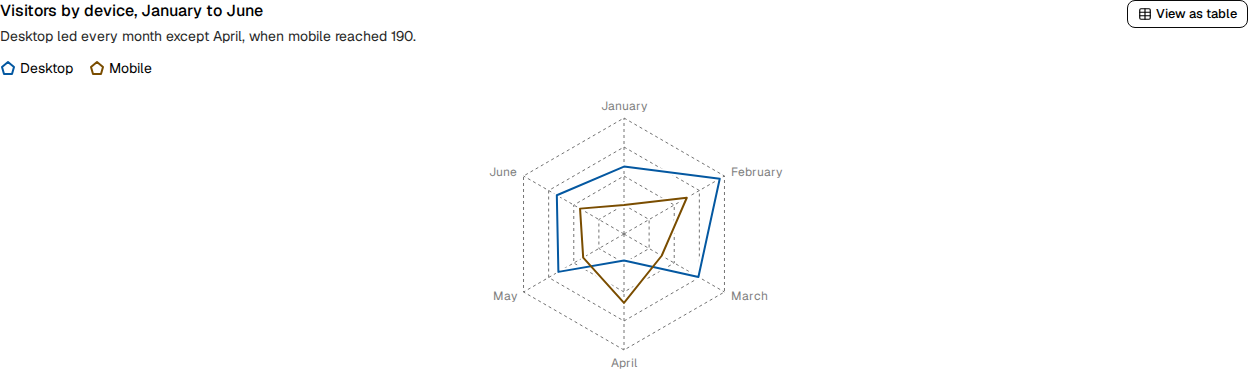 Visitors by device, January to June
View as table
Desktop led every month except April, when mobile reached 190.
Desktop Mobile
January
June February
May March
April